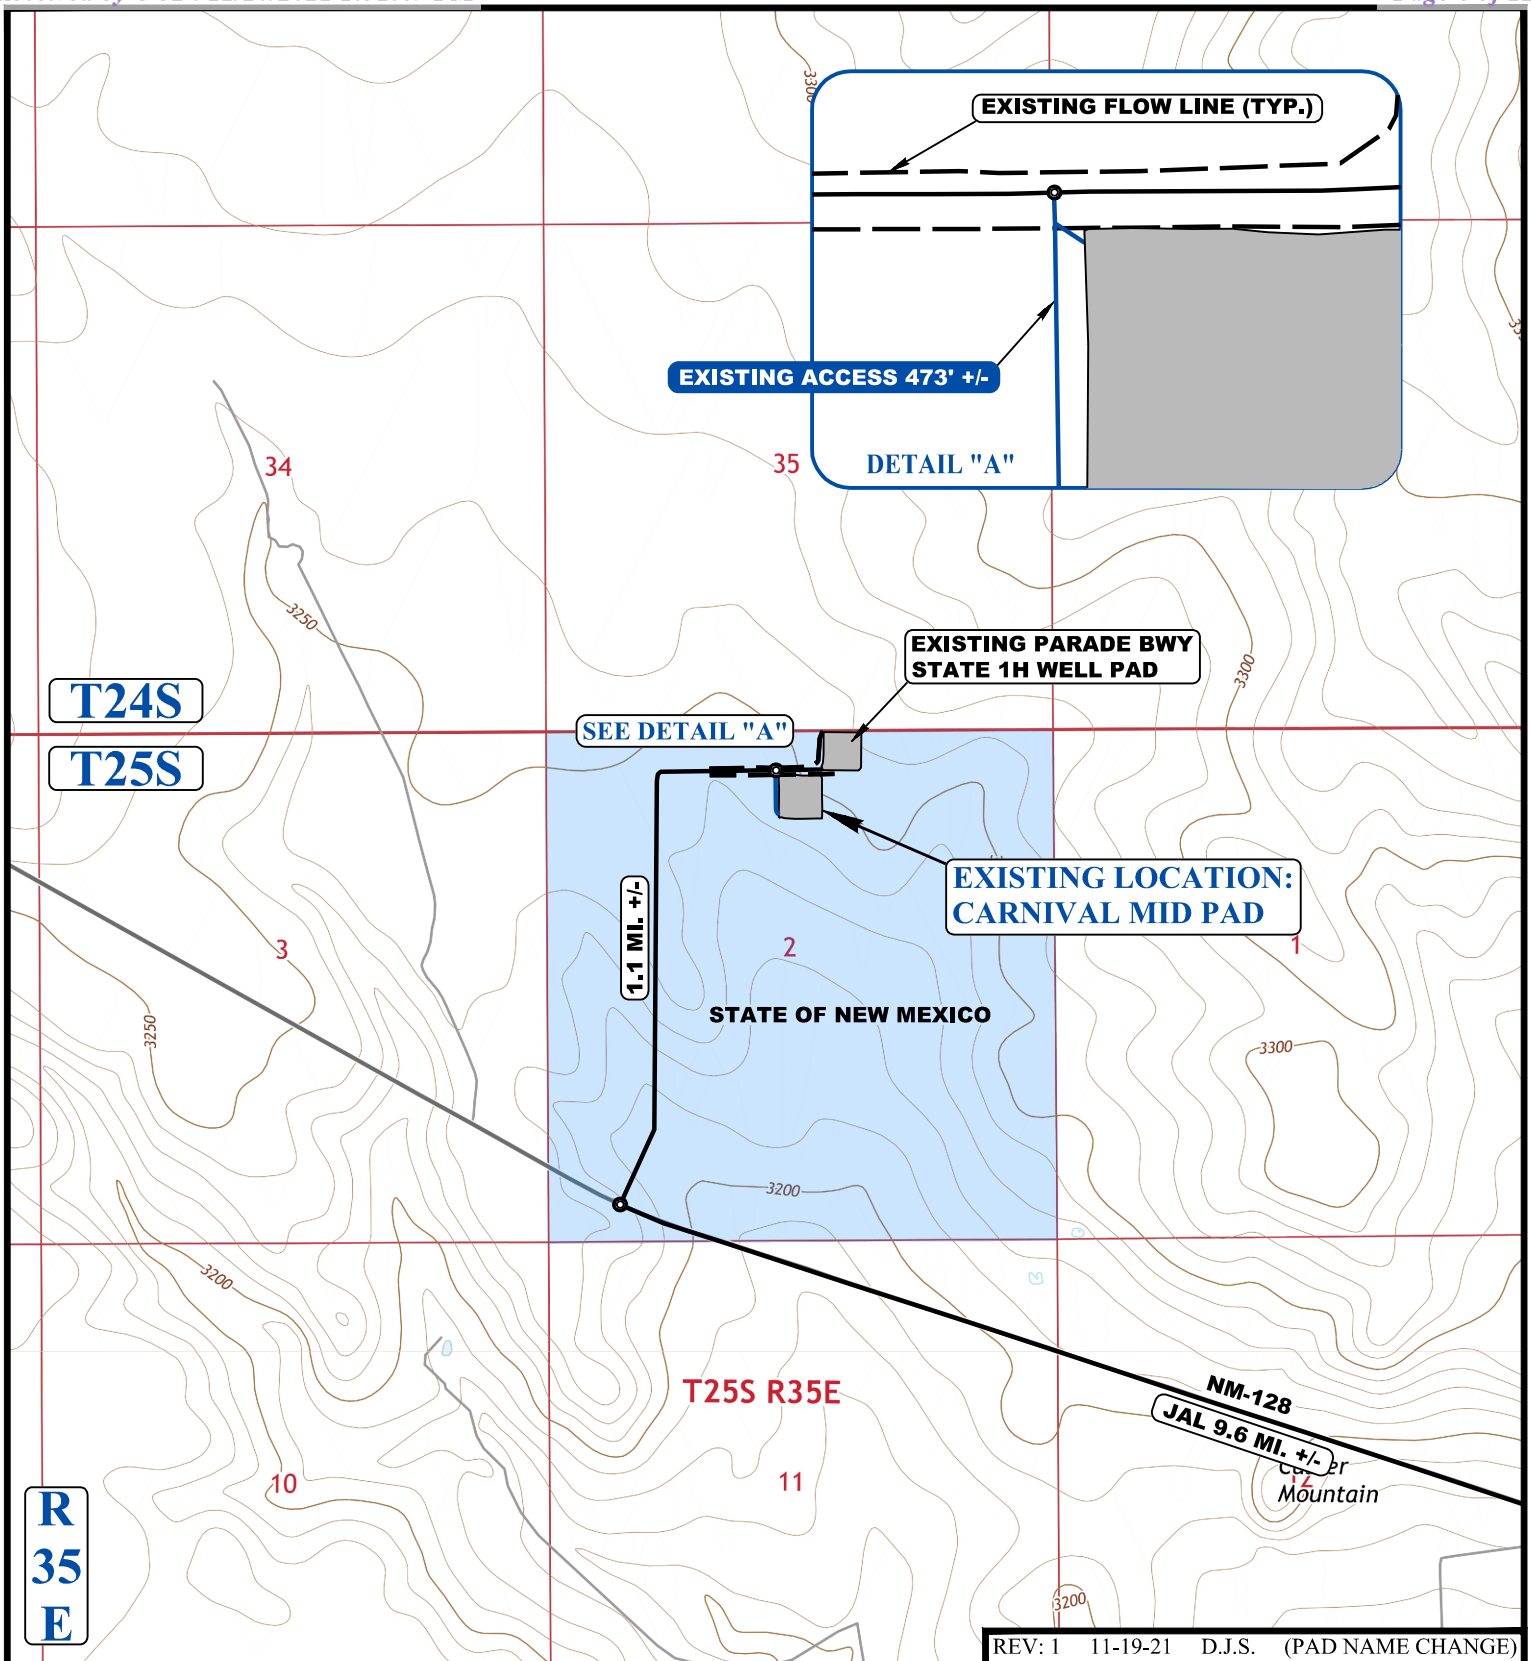 3300
EXISTING FLOW LINE (TYP.)
EXISTING ACCESS 473' +/-
DETAIL "A"
34
35
3250
EXISTING PARADE BWY
STATE 1H WELL PAD
3300
T24S
SEE DETAIL "A"
T25S
EXISTING LOCATION:
CARNIVAL MID PAD
1.1 MI. +/-
3
2
1
STATE OF NEW MEXICO
3250
3300
3200
3200
T25S R35E
NM-128
JAL 9.6 MI. +/-
Mountain
10
11
12
R
35
E
3200
REV: 1 11-19-21 D.J.S. (PAD NAME CHANGE)